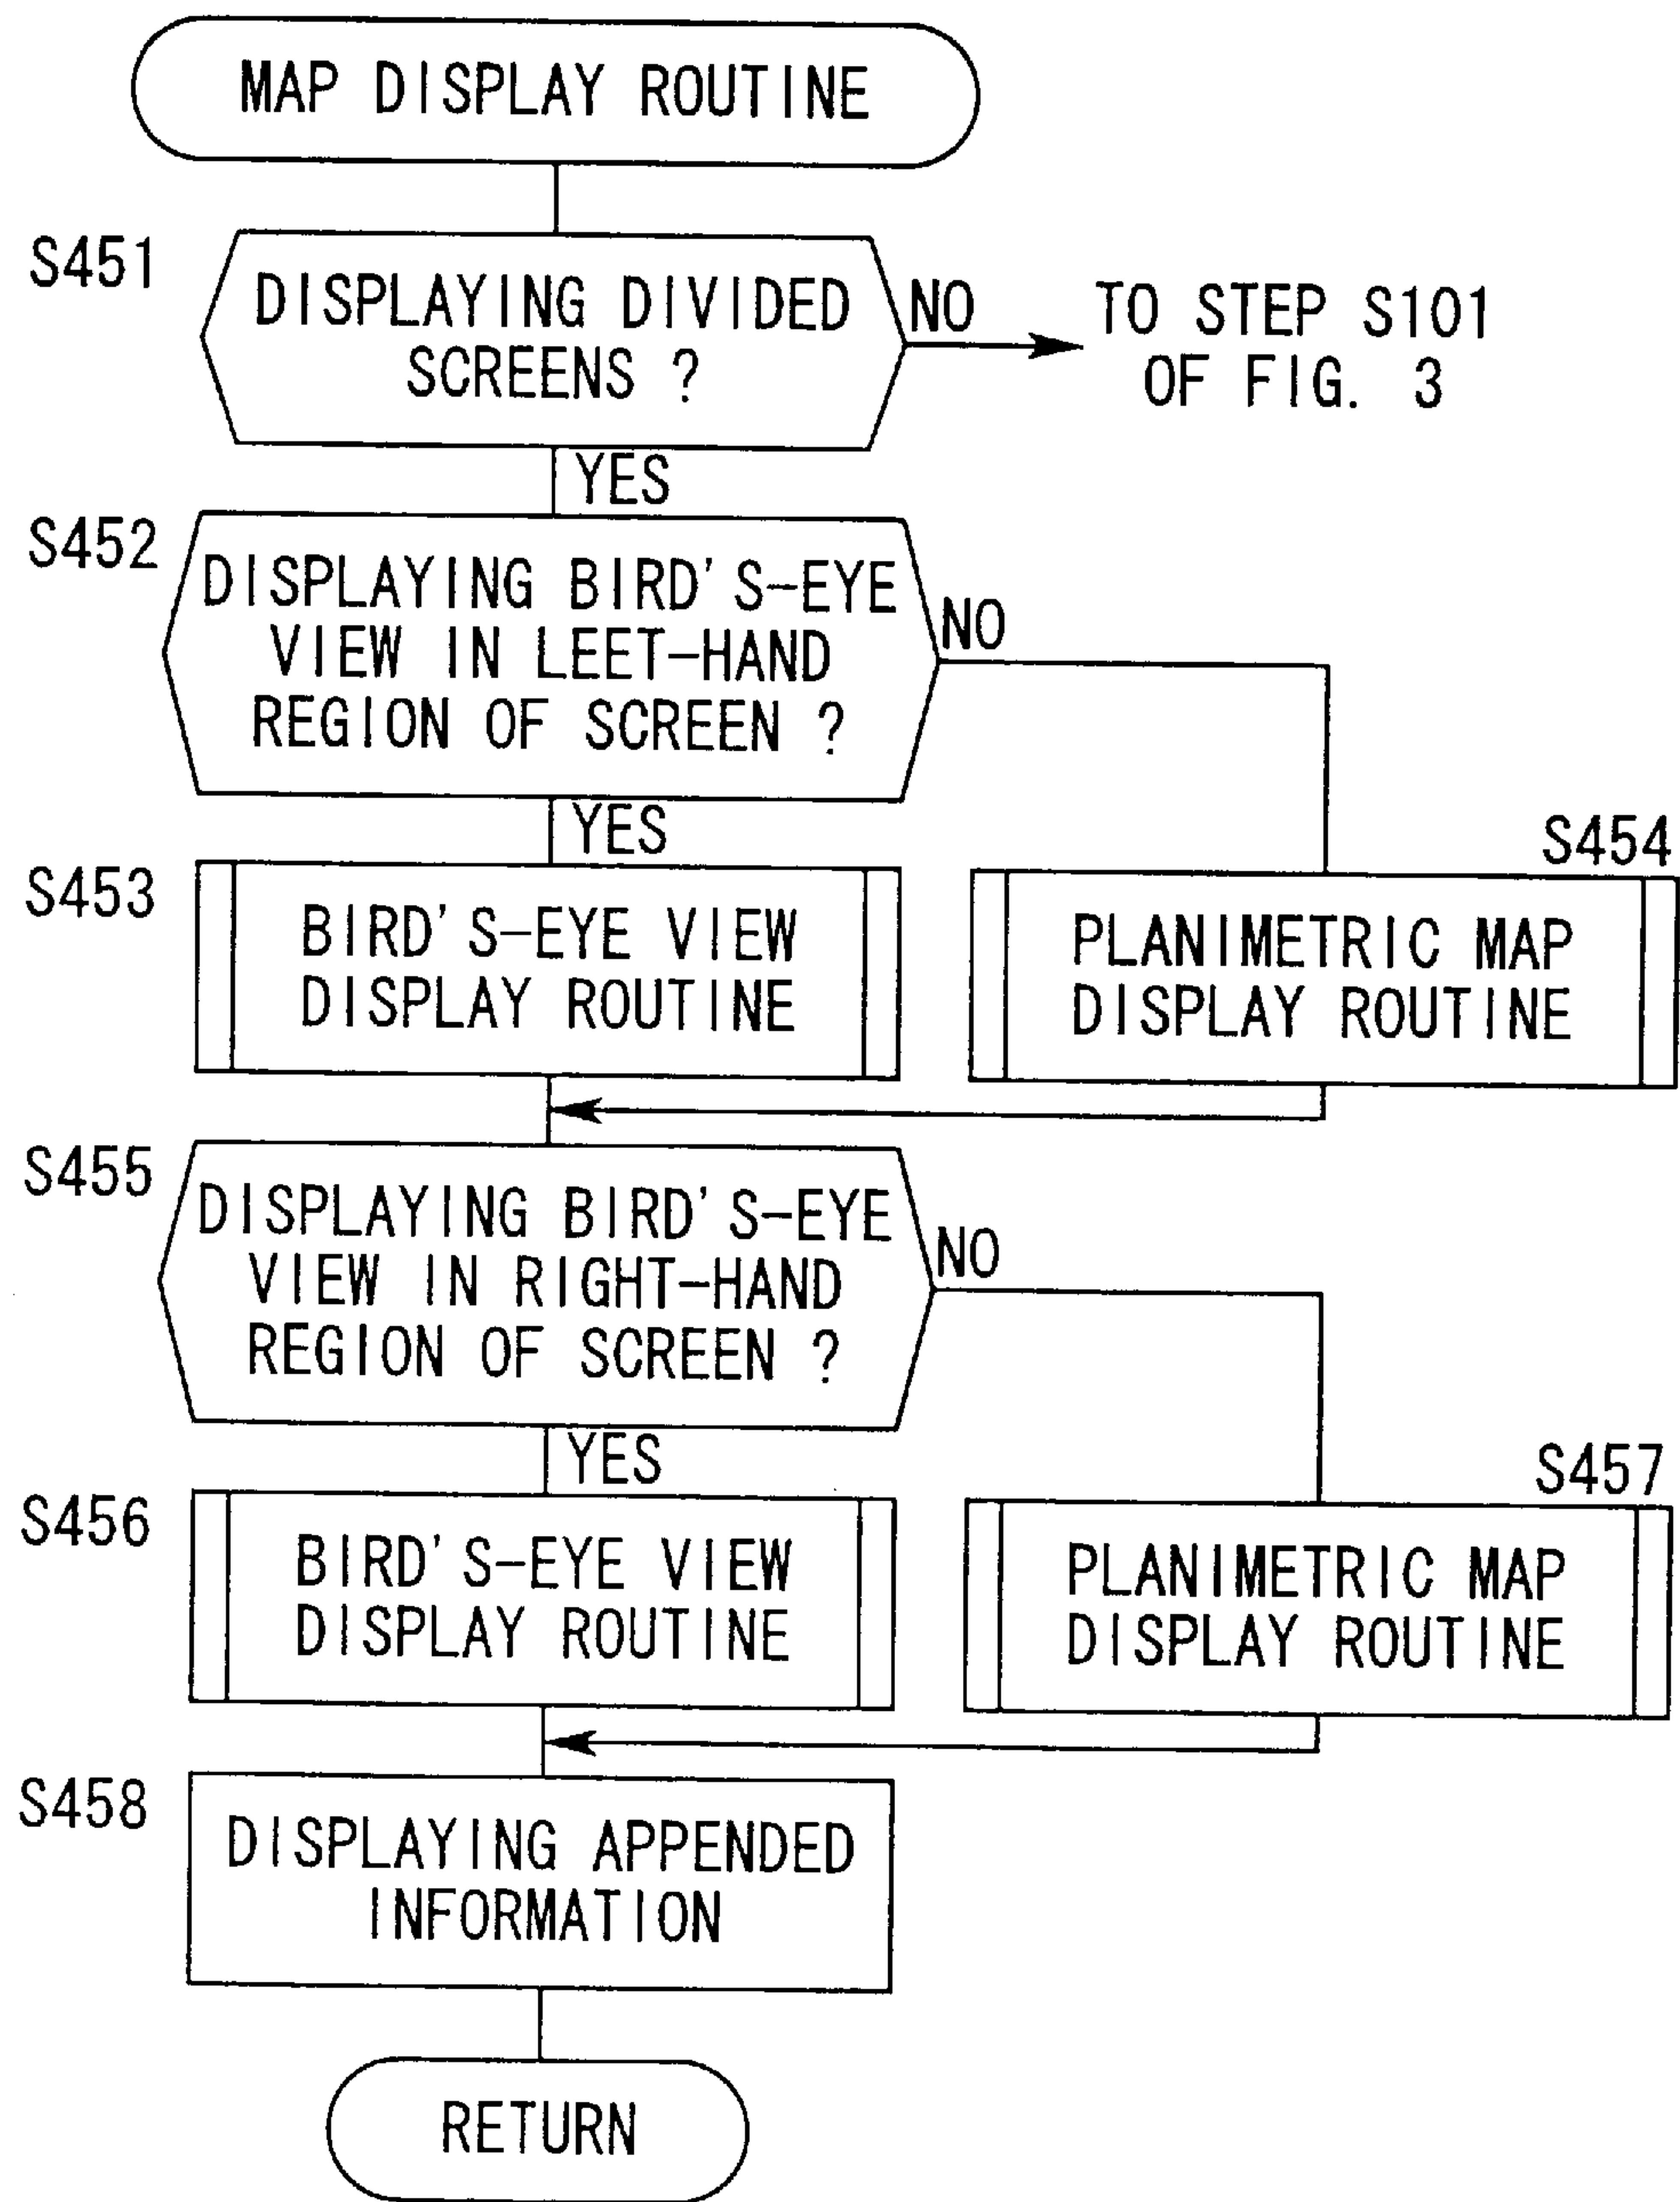 MAP DISPLAY ROUTINE
S451
DISPLAYING DIVIDED
SCREENS ?
NO
TO STEP S101
OF FIG. 3
YES
S452
DISPLAYING BIRD'S-EYE
VIEW IN LEET-HAND
REGION OF SCREEN ?
NO
YES
S453
BIRD'S-EYE VIEW
DISPLAY ROUTINE
S454
PLANIMETRIC MAP
DISPLAY ROUTINE
S455
DISPLAYING BIRD'S-EYE
VIEW IN RIGHT-HAND
REGION OF SCREEN ?
NO
YES
S456
BIRD'S-EYE VIEW
DISPLAY ROUTINE
S457
PLANIMETRIC MAP
DISPLAY ROUTINE
S458
DISPLAYING APPENDED
INFORMATION
RETURN